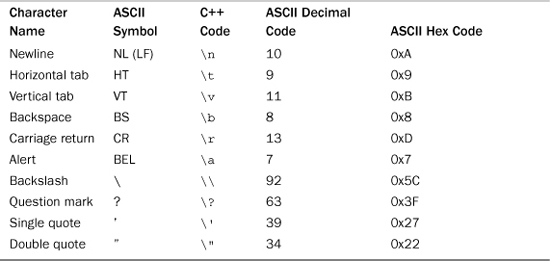 Character ASCII C++ ASCII Decimal
Name Symbol Code Code ASCII Hex Code
Newline NL (LF) \n 10 0xA
Horizontal tab HT \t 9 0x9
Vertical tab VT \v 11 0xB
Backspace BS \b 8 0x8
Carriage return CR \r 13 0xD
Alert BEL \a 7 0x7
Backslash \ \\ 92 0x5C
Question mark ? \? 63 0x3F
Single quote ’ \' 39 0x27
Double quote ” \" 34 0x22